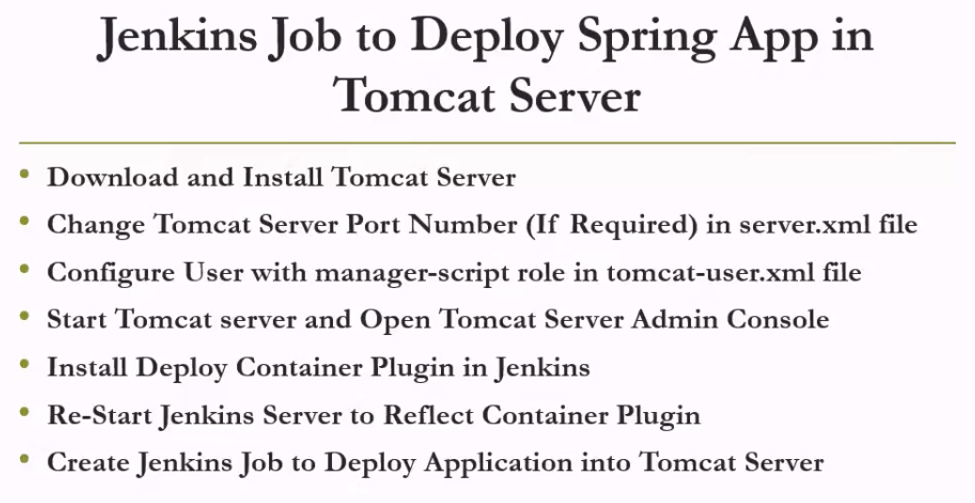 Jenkins Job to Deploy Spring App in
Tomcat Server
• Download and Install Tomcat Server
• Change Tomcat Server Port Number (If Required) in server.xml file
• Configure User with manager-script role in tomcat-user.xml file
• Start Tomcat server and Open Tomcat Server Admin Console
• Install Deploy Container Plugin in Jenkins
• Re-Start Jenkins Server to Reflect Container Plugin
• Create Jenkins Job to Deploy Application into Tomcat Server